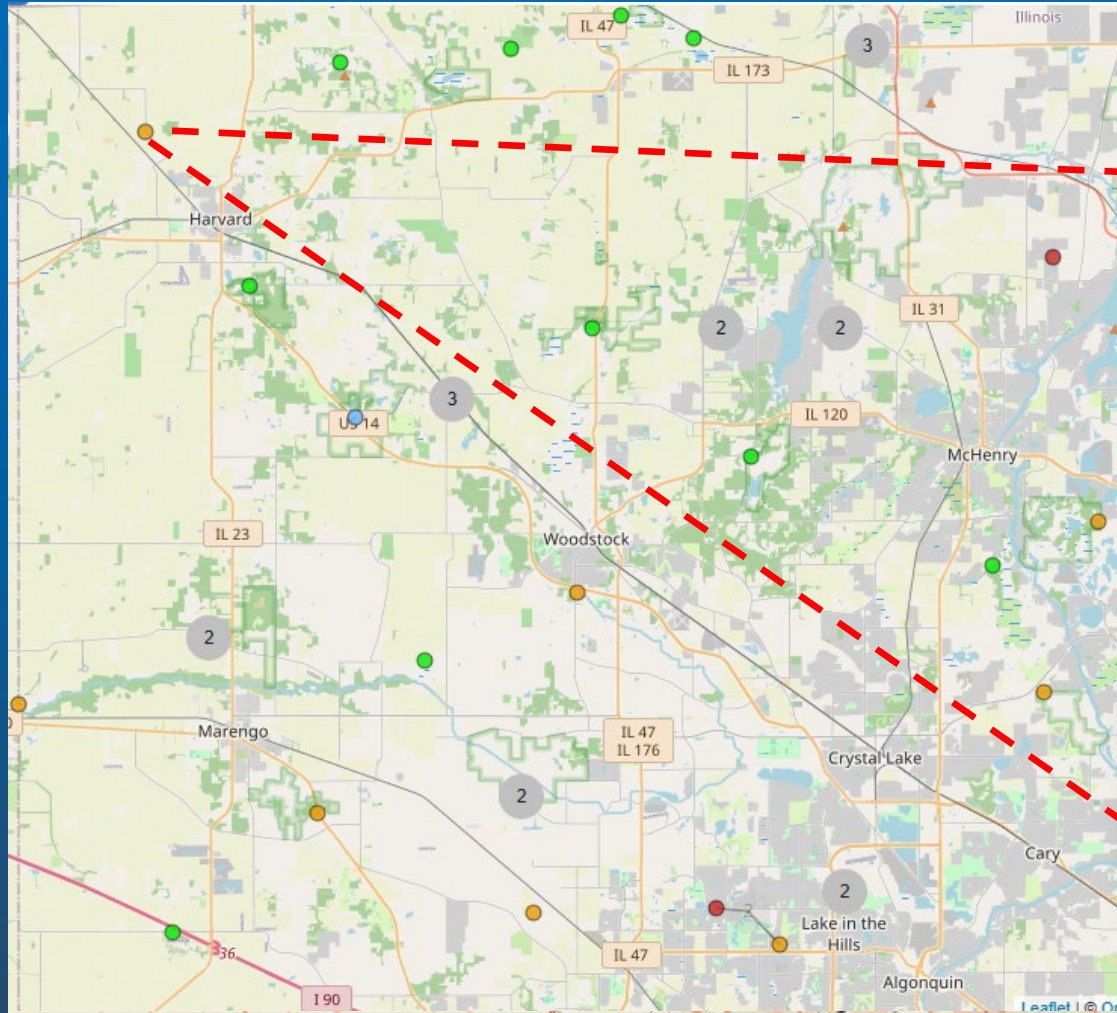 Illinois
IL 47
3
IL 173
Harvard
IL 31
2
2
3
US 14
IL 120
McHenry
IL 23
Woodstock
2
Marengo
IL 47
IL 176
Crystal Lake
2
Cary
2
2
Lake in the
Hills
36
IL 47
Algonquin
I 90
Leaflet | ©